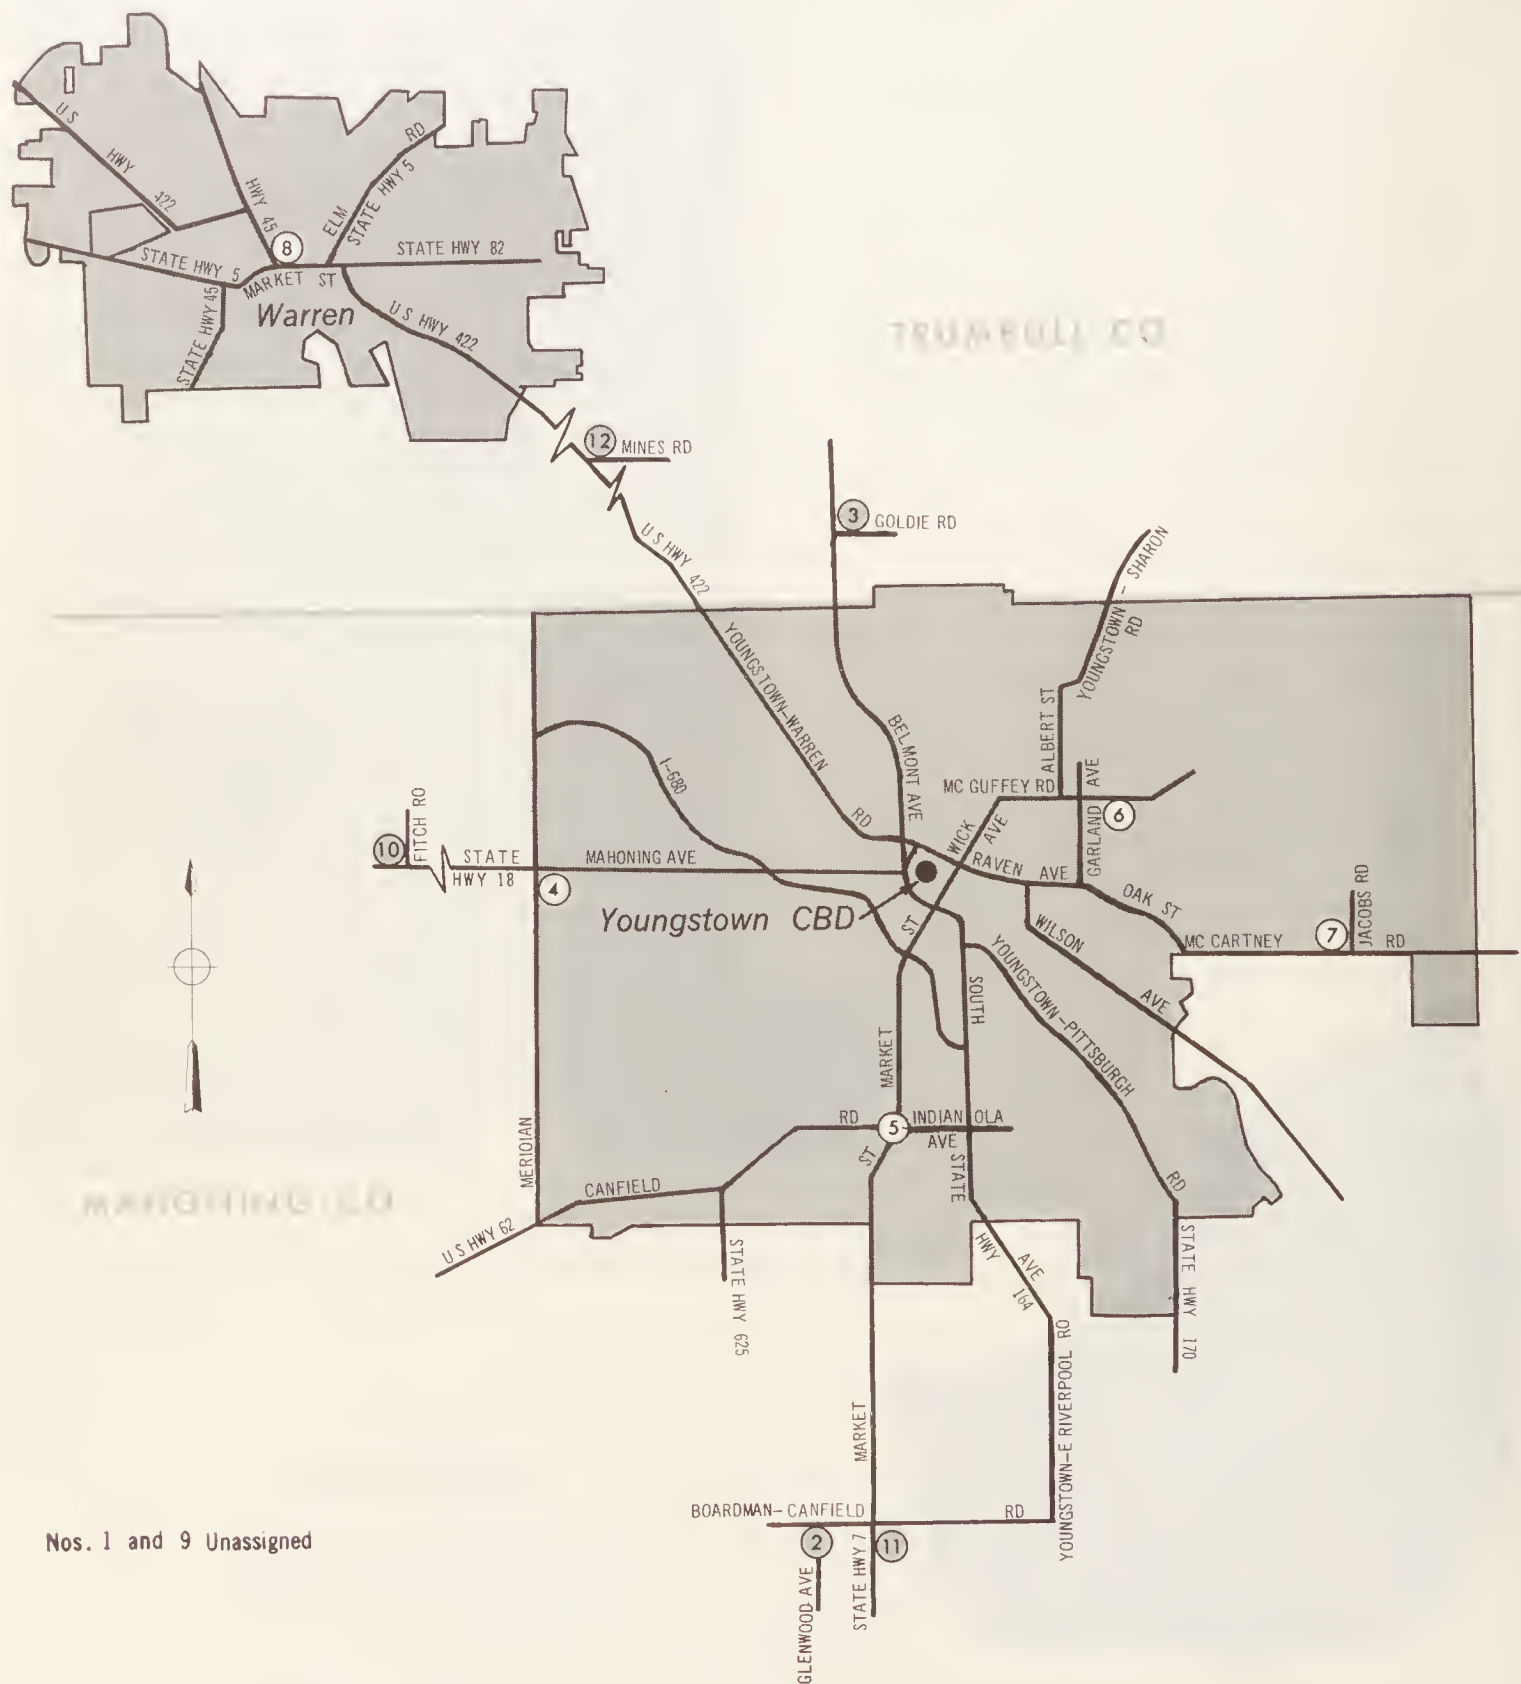 U S
HWY
422
HWY 45
8
ELM
RD
STATE HWY 5
STATE HWY 82
STATE HWY 5
MARKET ST
STATE HWY 45
Warren
U S HWY 422
TRUMBULL CO
12 MINES RD
3 GOLDIE RD
U S HWY 422
YOUNGSTOWN-WARREN
RD
BELMONT AVE
YOUNGSTOWN - SHARON
RD
ALBERT ST
I-680
MC GUFFEY RD
GARLAND AVE
6
WICK
AVE
10
FITCH RD
STATE
HWY 18
MAHONING AVE
4
RAVEN AVE
OAK ST
Youngstown CBD
ST
WILSON
AVE
MC CARTNEY
7
JACOBS RD
RD
SOUTH
YOUNGSTOWN-PITTSBURGH
RD
MARKET
ST
RD
5
INDIAN OLA
AVE
STATE
MERIDIAN
MAHONING CO
CANFIELD
U S HWY 62
STATE HWY 625
HWY
AVE
164
STATE HWY 170
YOUNGSTOWN-E RIVERPOOL RD
MARKET
BOARDMAN-CANFIELD
RD
2
11
GLENWOOD AVE
STATE HWY 7
Nos. 1 and 9 Unassigned